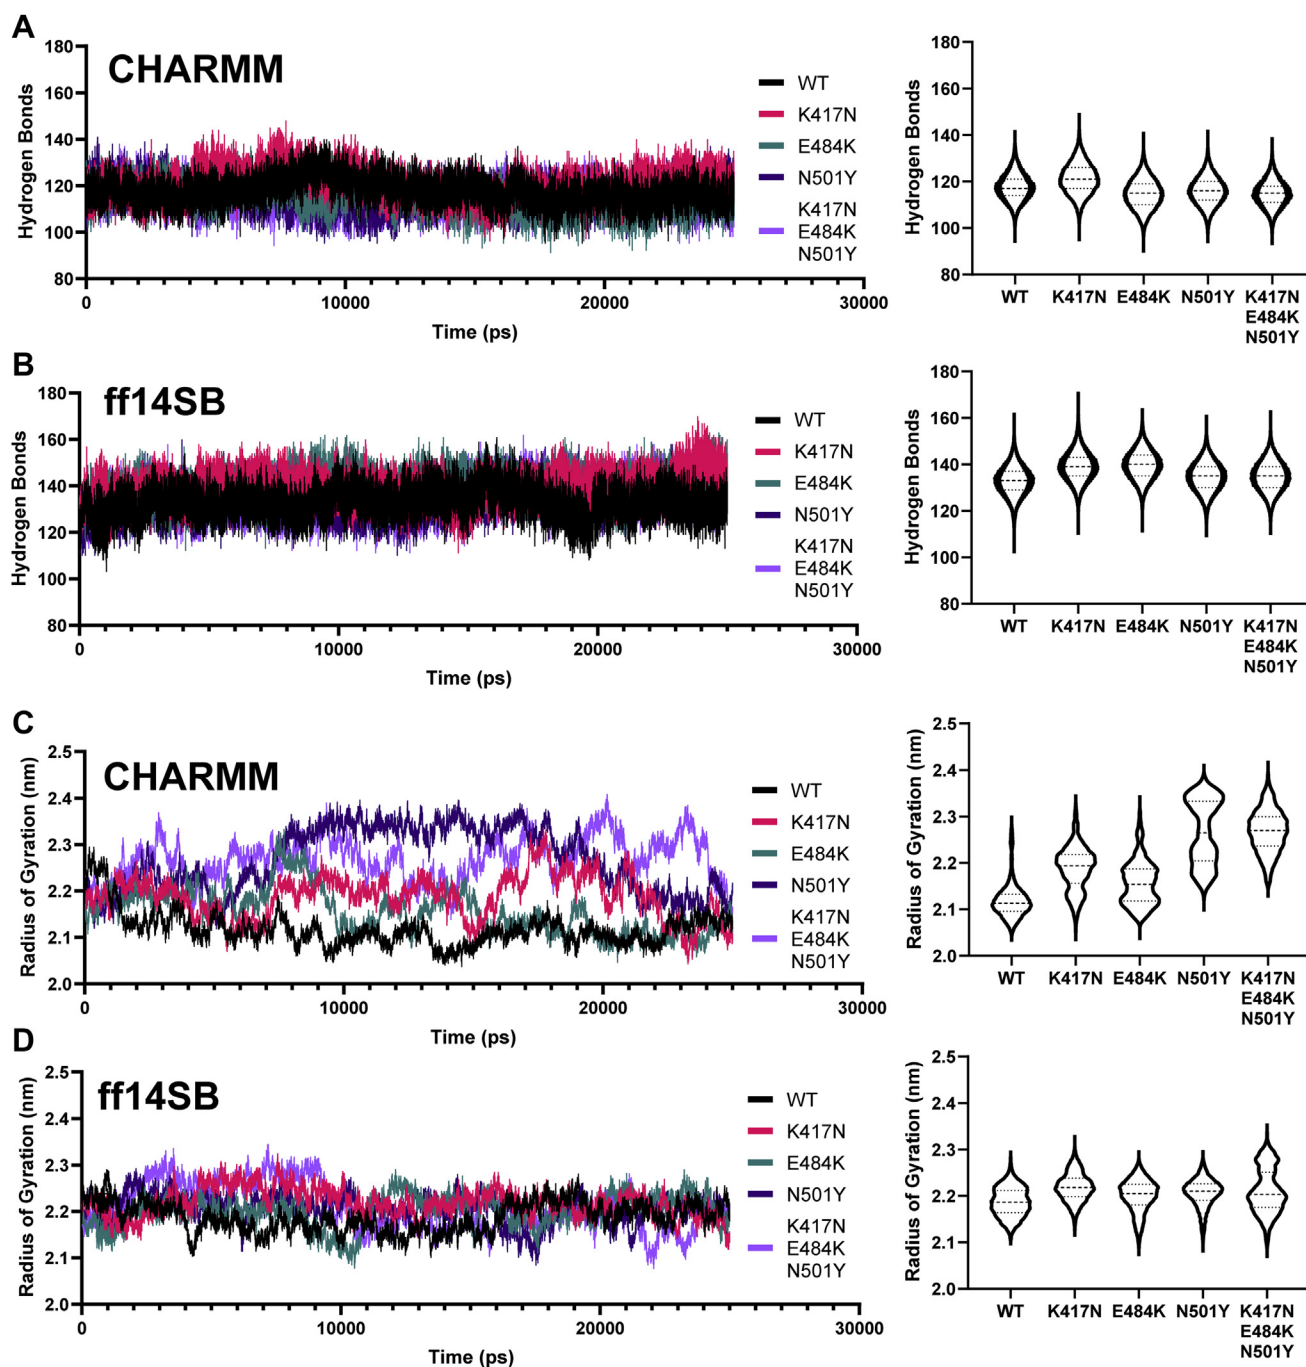 A
CHARMM
Hydrogen Bonds
180
160
140
120
100
80
0
10000
20000
30000
Time (ps)
WT
K417N
E484K
N501Y
K417N
E484K
N501Y
Hydrogen Bonds
180
160
140
120
100
80
WT
K417N
E484K
N501Y
K417N
E484K
N501Y
B
ff14SB
Hydrogen Bonds
180
160
140
120
100
80
0
10000
20000
30000
Time (ps)
WT
K417N
E484K
N501Y
K417N
E484K
N501Y
Hydrogen Bonds
180
160
140
120
100
80
WT
K417N
E484K
N501Y
K417N
E484K
N501Y
C
CHARMM
Radius of Gyration (nm)
2.5
2.4
2.3
2.2
2.1
2.0
0
10000
20000
30000
Time (ps)
WT
K417N
E484K
N501Y
K417N
E484K
N501Y
Radius of Gyration (nm)
2.5
2.4
2.3
2.2
2.1
2.0
WT
K417N
E484K
N501Y
K417N
E484K
N501Y
D
ff14SB
Radius of Gyration (nm)
2.5
2.4
2.3
2.2
2.1
2.0
0
10000
20000
30000
Time (ps)
WT
K417N
E484K
N501Y
K417N
E484K
N501Y
Radius of Gyration (nm)
2.5
2.4
2.3
2.2
2.1
2.0
WT
K417N
E484K
N501Y
K417N
E484K
N501Y